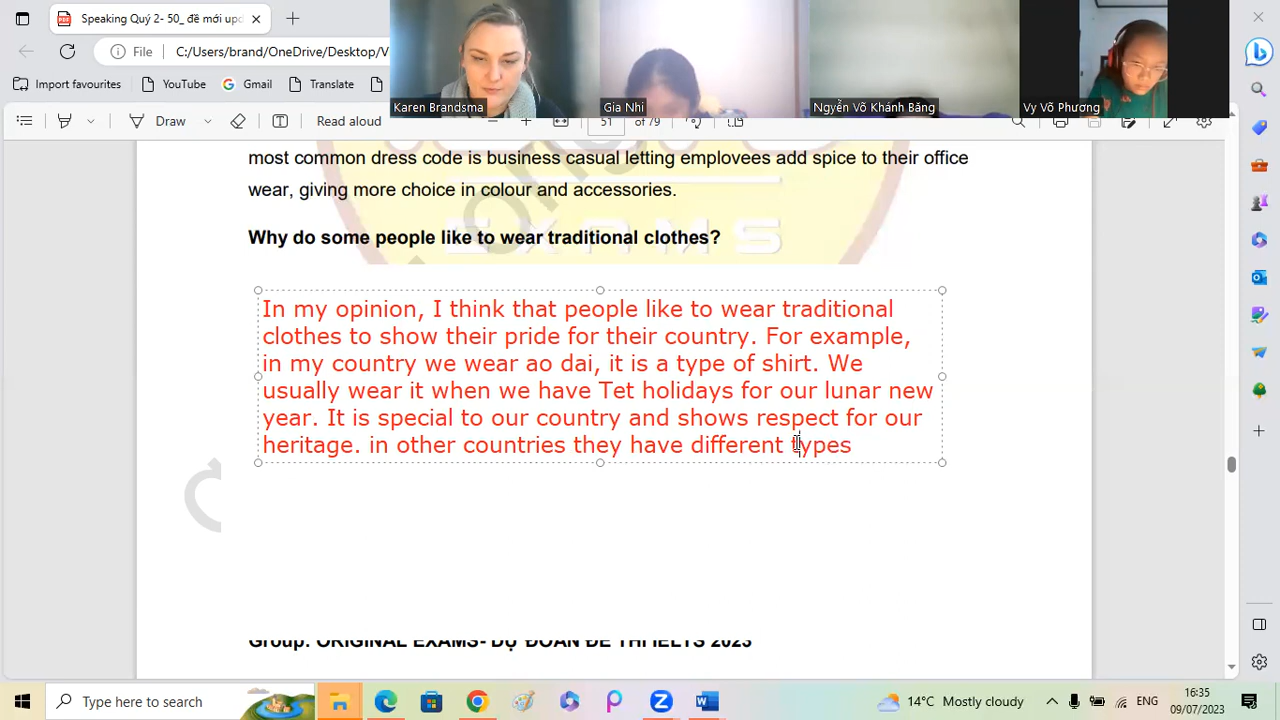 Speaking Quý 2- 50_ đề mới upd
File
C:/Users/brand/OneDrive/Desktop/V
Import favourites
YouTube
Gmail
Translate
Karen Brandsma
Gia Nhi
Nguyễn Võ Khánh Băng
Vy Võ Phương
Draw
Read aloud
51
of 79
most common dress code is business casual letting employees add spice to their office
wear, giving more choice in colour and accessories.
EXAMS
Why do some people like to wear traditional clothes?
In my opinion, I think that people like to wear traditional
clothes to show their pride for their country. For example,
in my country we wear ao dai, it is a type of shirt. We
usually wear it when we have Tet holidays for our lunar new
year. It is special to our country and shows respect for our
heritage. in other countries they have different types
Group: ORIGINAL EXAMS- DỰ ĐOÁN ĐỀ THI IELTS 2023
Type here to search
14°C Mostly cloudy
ENG
16:35
09/07/2023